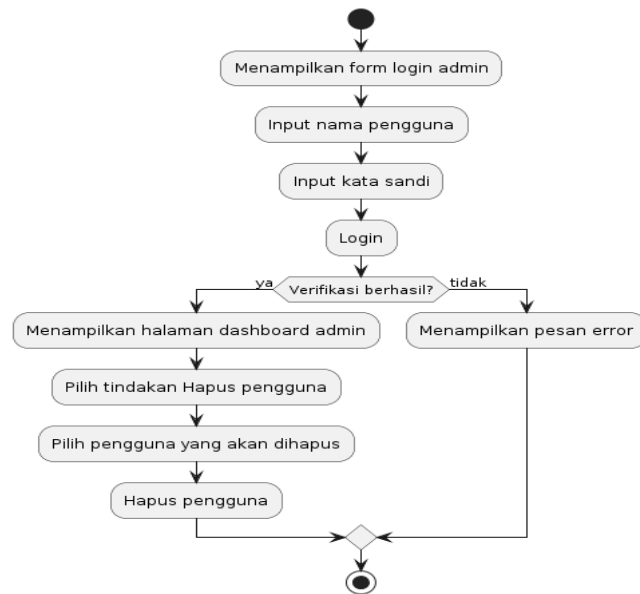 Menampilkan form login admin
Input nama pengguna
Input kata sandi
Login
Verifikasi berhasil?
ya
tidak
Menampilkan halaman dashboard admin
Menampilkan pesan error
Pilih tindakan Hapus pengguna
Pilih pengguna yang akan dihapus
Hapus pengguna